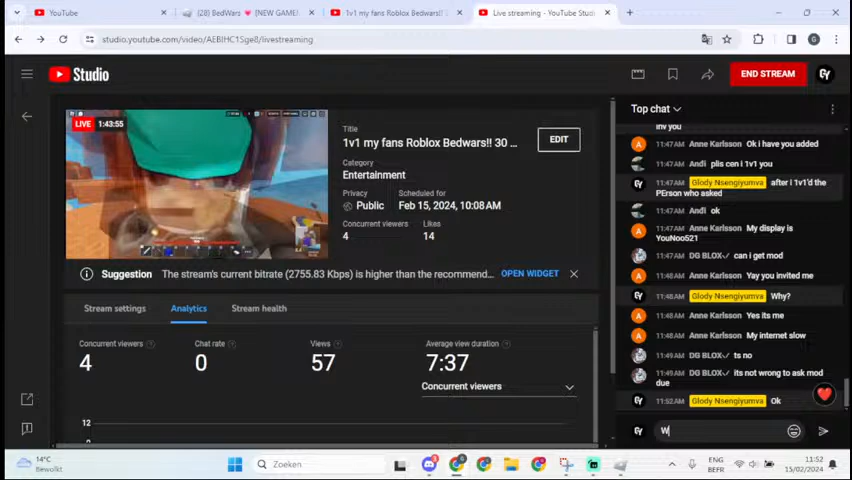 YouTube
(28) BedWars 💗 [NEW GAME!
1v1 my fans Roblox Bedwars!!
Live streaming - YouTube Studi
studio.youtube.com/video/AEBIHC1Sge8/livestreaming
Studio
END STREAM
LIVE 1:43:55
Title
1v1 my fans Roblox Bedwars!! 30 ...
EDIT
Category
Entertainment
Privacy
Public
Scheduled for
Feb 15, 2024, 10:08 AM
Concurrent viewers
4
Likes
14
Suggestion The stream's current bitrate (2755.83 Kbps) is higher than the recommend...
OPEN WIDGET
Stream settings
Analytics
Stream health
Concurrent viewers
4
Chat rate
0
Views
57
Average view duration
7:37
Concurrent viewers
12
Top chat
inv you
11:47 AM Anne Karlsson Ok i have you added
11:47 AM Andi plis cen i 1v1 you
11:47 AM Glody Nsengiyumva after i 1v1'd the
PErson who asked
11:47 AM Andi ok
11:47 AM Anne Karlsson My display is
YouNoo521
11:47 AM DG BLOX✓ can i get mod
11:48 AM Anne Karlsson Yay you invited me
11:48 AM Glody Nsengiyumva Why?
11:48 AM Anne Karlsson Yes its me
11:48 AM Anne Karlsson My internet slow
11:49 AM DG BLOX✓ ts no
11:49 AM DG BLOX✓ its not wrong to ask mod
due
11:52 AM Glody Nsengiyumva Ok
W
14°C
Bewolkt
Zoeken
ENG
BEFR
11:52
15/02/2024